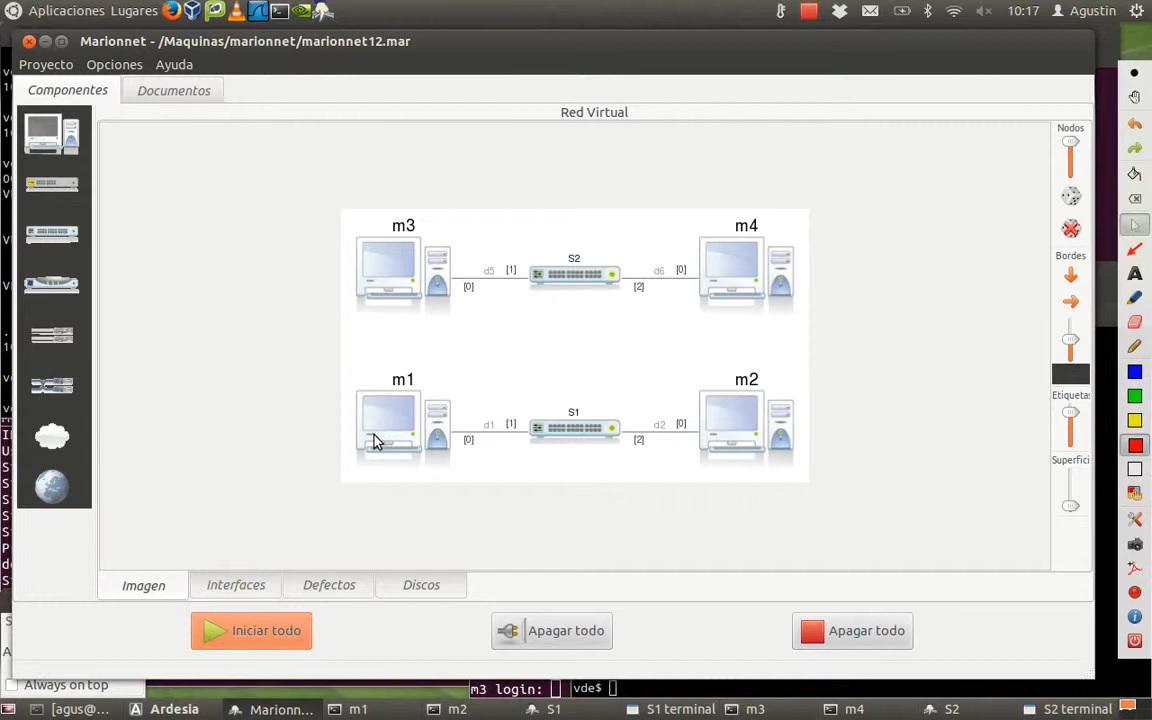 Aplicaciones Lugares
10:17
Agustin
Marionnet - /Maquinas/marionnet/marionnet12.mar
Proyecto Opciones Ayuda
Componentes Documentos
Red Virtual
Nodos
m3 m4
S2
d5 [1] d6 [0]
[0] [2]
Bordes
m1 m2
S1
d1 [1] d2 [0]
[0] [2]
Etiquetas
Superfici
Imagen Interfaces Defectos Discos
Iniciar todo Apagar todo Apagar todo
Always on top
m3 login: vde$
[agus@... Ardesia Marionn... m1 m2 S1 S1 terminal m3 m4 S2 S2 terminal